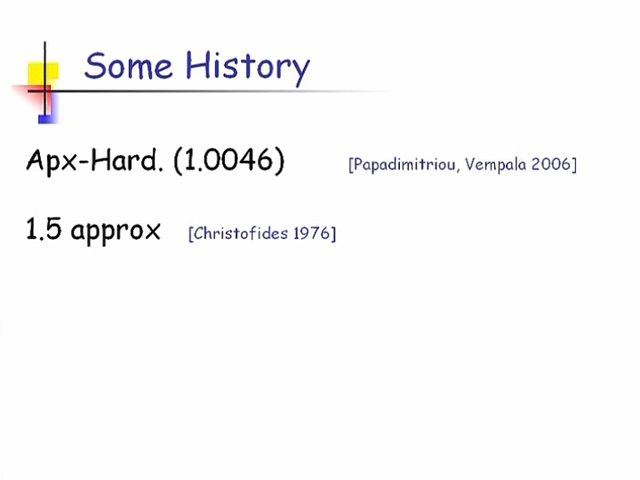 Some History
Apx-Hard. (1.0046) [Papadimitriou, Vempala 2006]
1.5 approx [Christofides 1976]